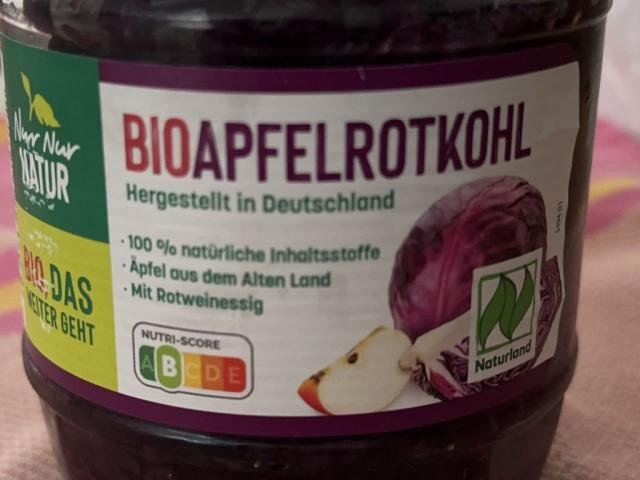 Nur Nur
NATUR
BIO, DAS
WEITER GEHT
BIOAPFELROTKOHL
Hergestellt in Deutschland
· 100 % natürliche Inhaltsstoffe
· Äpfel aus dem Alten Land
· Mit Rotweinessig
NUTRI-SCORE
A B C D E
Naturland